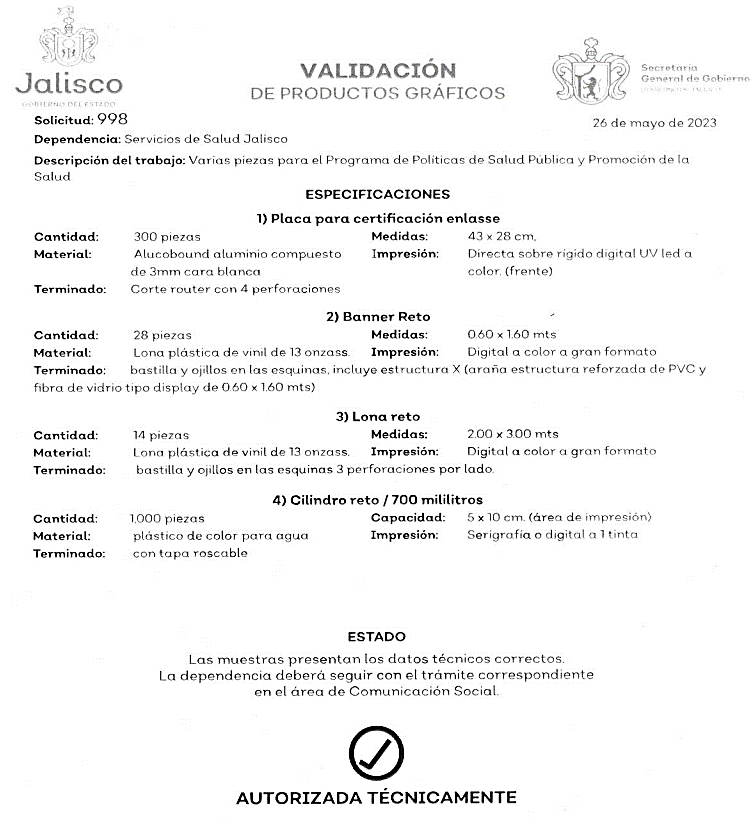 Jalisco
GOBIERNO DEL ESTADO
VALIDACIÓN
DE PRODUCTOS GRÁFICOS
Secretaría
General de Gobierno
Solicitud: 998
26 de mayo de 2023
Dependencia: Servicios de Salud Jalisco
Descripción del trabajo: Varias piezas para el Programa de Políticas de Salud Pública y Promoción de la
Salud
ESPECIFICACIONES
1) Placa para certificación enlasse
Cantidad: 300 piezas Medidas: 43 x 28 cm,
Material: Alucobound aluminio compuesto Impresión: Directa sobre rígido digital UV led a
de 3mm cara blanca color. (frente)
Terminado: Corte router con 4 perforaciones
2) Banner Reto
Cantidad: 28 piezas Medidas: 0.60 x 1.60 mts
Material: Lona plástica de vinil de 13 onzass. Impresión: Digital a color a gran formato
Terminado: bastilla y ojillos en las esquinas, incluye estructura X (araña estructura reforzada de PVC y
fibra de vidrio tipo display de 0.60 x 1.60 mts)
3) Lona reto
Cantidad: 14 piezas Medidas: 2.00 x 3.00 mts
Material: Lona plástica de vinil de 13 onzass. Impresión: Digital a color a gran formato
Terminado: bastilla y ojillos en las esquinas 3 perforaciones por lado.
4) Cilindro reto / 700 mililitros
Cantidad: 1,000 piezas Capacidad: 5 x 10 cm. (área de impresión)
Material: plástico de color para agua Impresión: Serigrafía o digital a 1 tinta
Terminado: con tapa roscable
ESTADO
Las muestras presentan los datos técnicos correctos.
La dependencia deberá seguir con el trámite correspondiente
en el área de Comunicación Social.
AUTORIZADA TÉCNICAMENTE